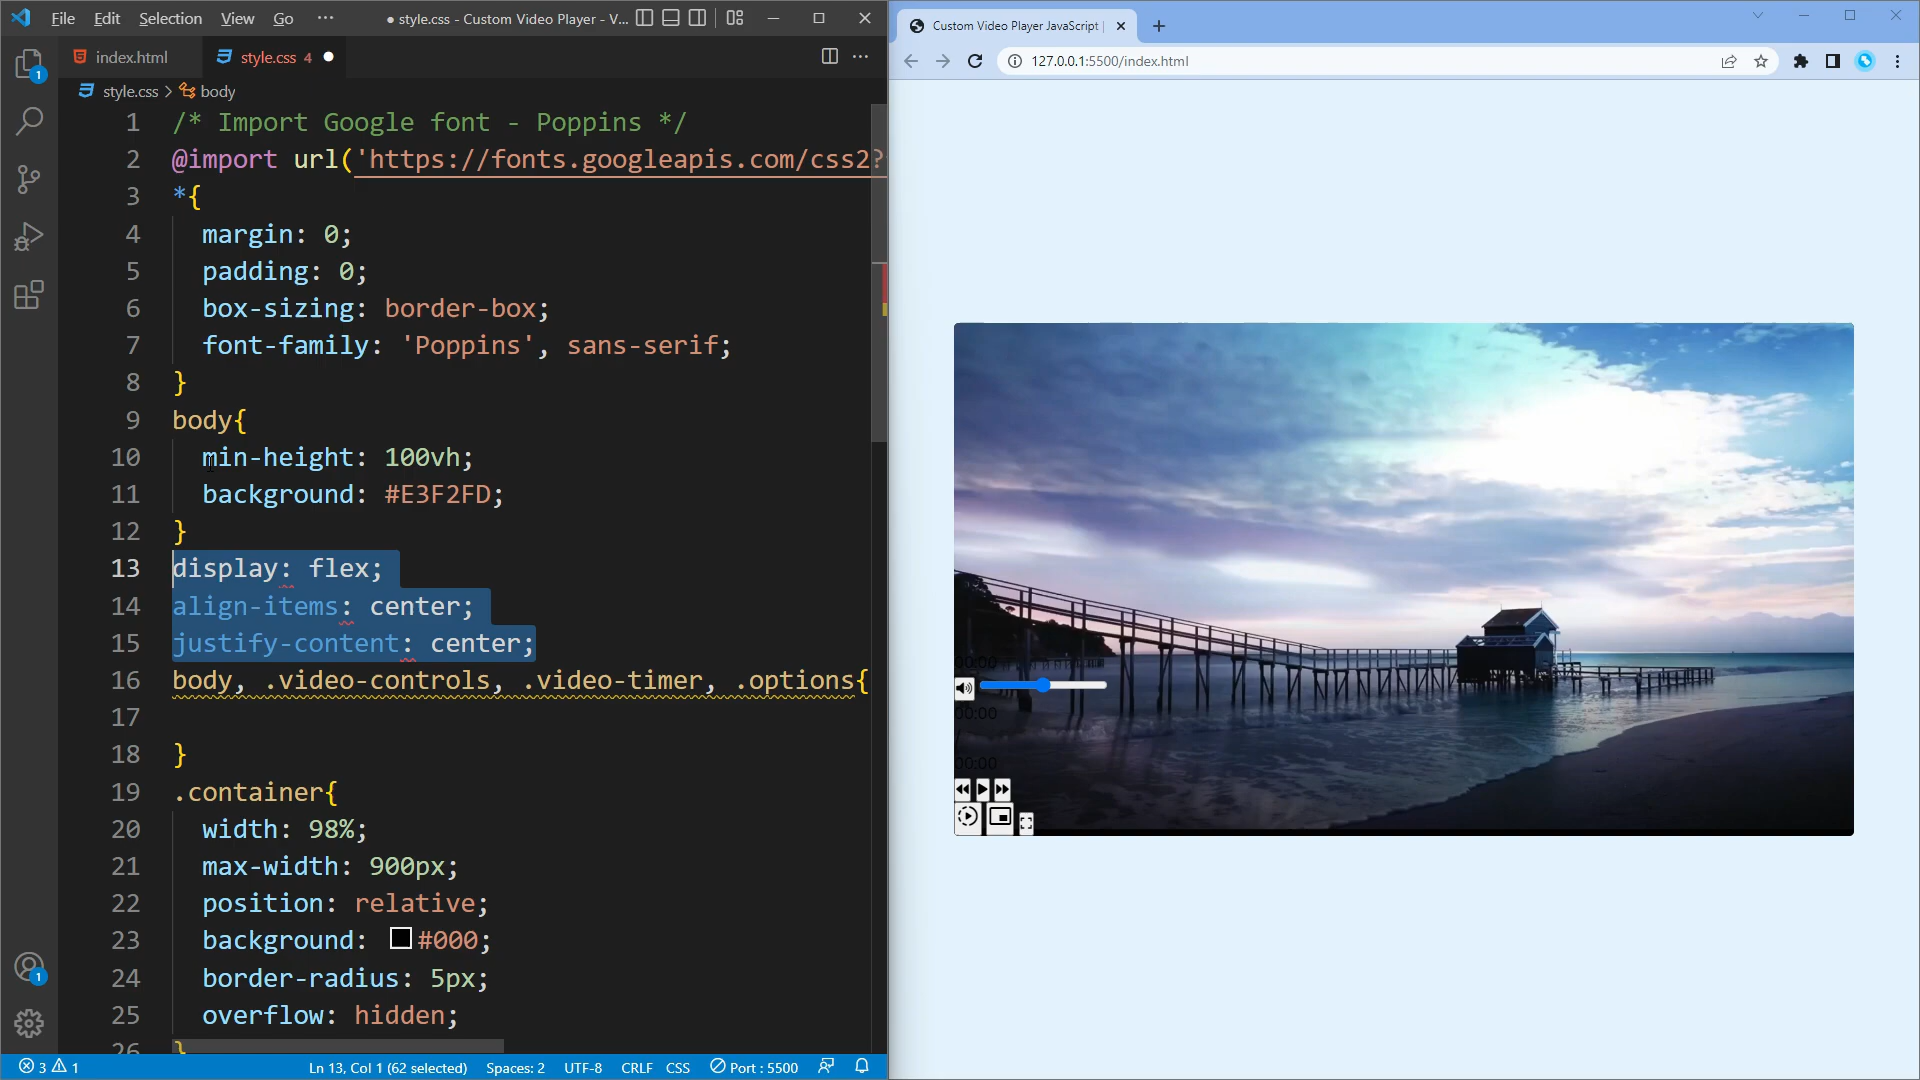 File Edit Selection View Go ··· ● style.css - Custom Video Player - V...
index.html style.css 4
style.css > body
1 /* Import Google font - Poppins */
2 @import url('https://fonts.googleapis.com/css2?
3 *{
4 margin: 0;
5 padding: 0;
6 box-sizing: border-box;
7 font-family: 'Poppins', sans-serif;
8 }
9 body{
10 min-height: 100vh;
11 background: #E3F2FD;
12 }
13 display: flex;
14 align-items: center;
15 justify-content: center;
16 body, .video-controls, .video-timer, .options{
17
18 }
19 .container{
20 width: 98%;
21 max-width: 900px;
22 position: relative;
23 background: #000;
24 border-radius: 5px;
25 overflow: hidden;
26 }
1
1
3 1 Ln 13, Col 1 (62 selected) Spaces: 2 UTF-8 CRLF CSS Port : 5500
Custom Video Player JavaScript |
127.0.0.1:5500/index.html
00:00
00:00
/
00:00